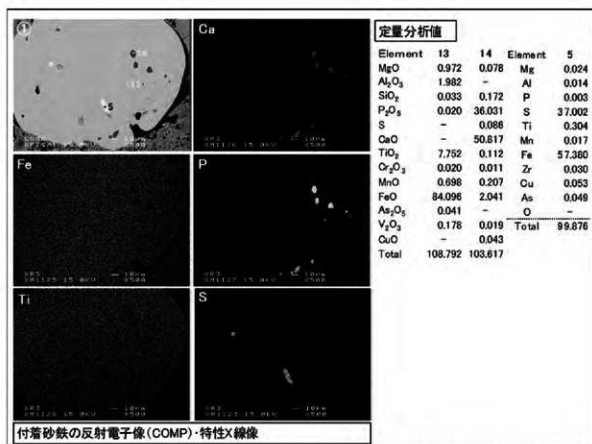 ①
Ca
Fe
P
Ti
S
定量分析値
Element 13 14 Element 5
MgO 0.972 0.078 Mg 0.024
Al₂O₃ 1.982 - Al 0.014
SiO₂ 0.033 0.172 P 0.003
P₂O₅ 0.020 36.031 S 37.002
S - 0.086 Ti 0.304
CaO - 50.817 Mn 0.017
TiO₂ 7.752 0.112 Fe 57.380
Cr₂O₃ 0.020 0.011 Zr 0.030
MnO 0.698 0.207 Cu 0.053
FeO 84.096 2.041 As 0.049
As₂O₅ 0.041 - O -
V₂O₃ 0.178 0.019 Total 99.876
CuO - 0.043
Total 108.792 103.617
付着砂鉄の反射電子像(COMP)・特性X線像